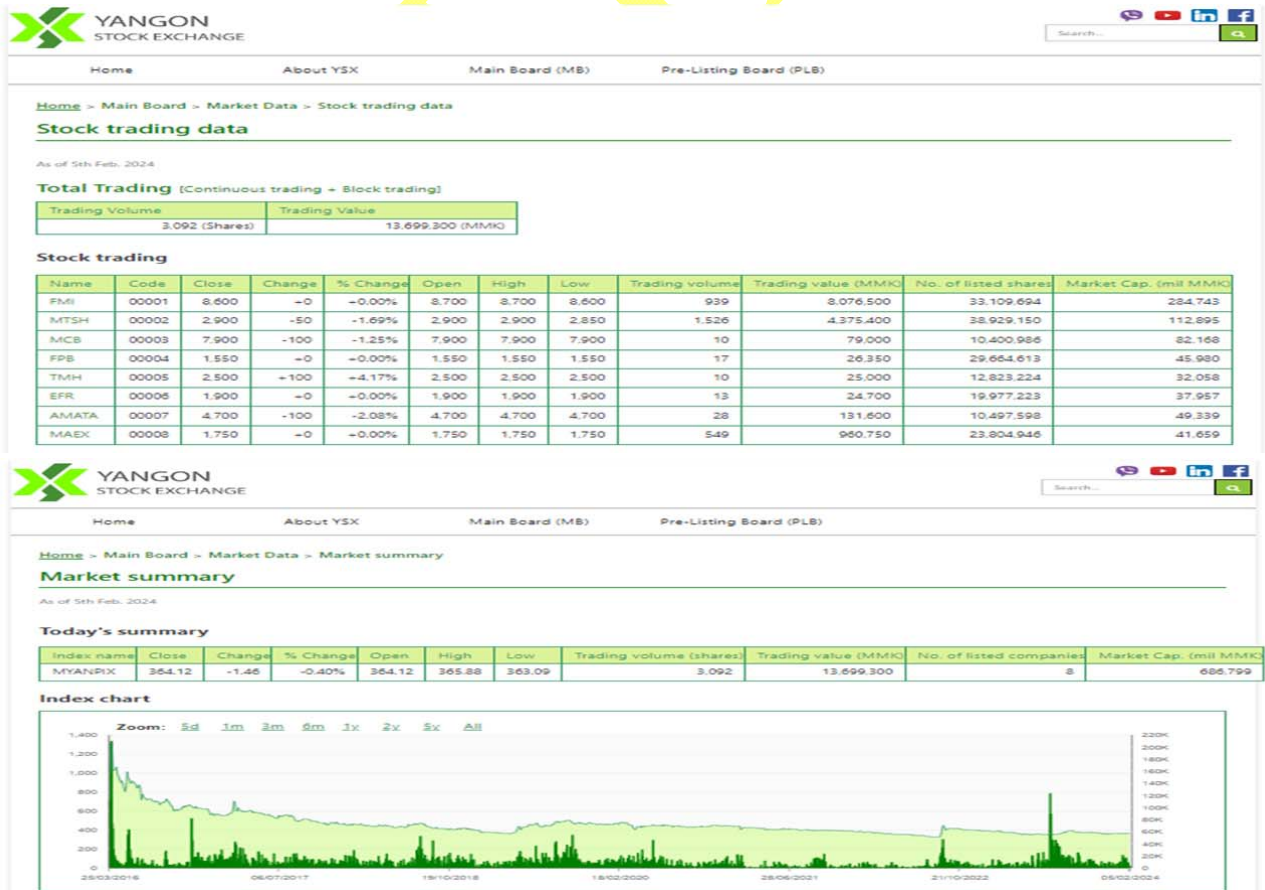 YANGON
STOCK EXCHANGE
Search...
Home About YSX Main Board (MB) Pre-Listing Board (PLB)
Home > Main Board > Market Data > Stock trading data
Stock trading data
As of 5th Feb. 2024
Total Trading [Continuous trading + Block trading]
Trading Volume Trading Value
3,092 (Shares) 13,699,300 (MMK)
Stock trading
Name Code Close Change % Change Open High Low Trading volume Trading value (MMK) No. of listed shares Market Cap. (mil MMK)
FMI 00001 8,600 +0 +0.00% 8,700 8,700 8,600 939 8,076,500 33,109,694 284,743
MTSH 00002 2,900 -50 -1.69% 2,900 2,900 2,850 1,526 4,375,400 38,929,150 112,895
MCB 00003 7,900 -100 -1.25% 7,900 7,900 7,900 10 79,000 10,400,986 82,168
FPB 00004 1,550 +0 +0.00% 1,550 1,550 1,550 17 26,350 29,664,613 45,980
TMH 00005 2,500 +100 +4.17% 2,500 2,500 2,500 10 25,000 12,823,224 32,058
EFR 00006 1,900 +0 +0.00% 1,900 1,900 1,900 13 24,700 19,977,223 37,957
AMATA 00007 4,700 -100 -2.08% 4,700 4,700 4,700 28 131,600 10,497,598 49,339
MAEX 00008 1,750 +0 +0.00% 1,750 1,750 1,750 549 960,750 23,804,946 41,659
YANGON
STOCK EXCHANGE
Search...
Home About YSX Main Board (MB) Pre-Listing Board (PLB)
Home > Main Board > Market Data > Market summary
Market summary
As of 5th Feb. 2024
Today's summary
Index name Close Change % Change Open High Low Trading volume (shares) Trading value (MMK) No. of listed companies Market Cap. (mil MMK)
MYANPIX 364.12 -1.46 -0.40% 364.12 365.88 363.09 3,092 13,699,300 8 686,799
Index chart
Zoom: 5d 1m 3m 6m 1y 2y 5y All
1,400 220K
200K
1,200 180K
1,000 160K
140K
800 120K
600 100K
80K
400 60K
200 40K
20K
0 0
25/03/2016 06/07/2017 19/10/2018 18/02/2020 28/06/2021 21/10/2022 05/02/2024